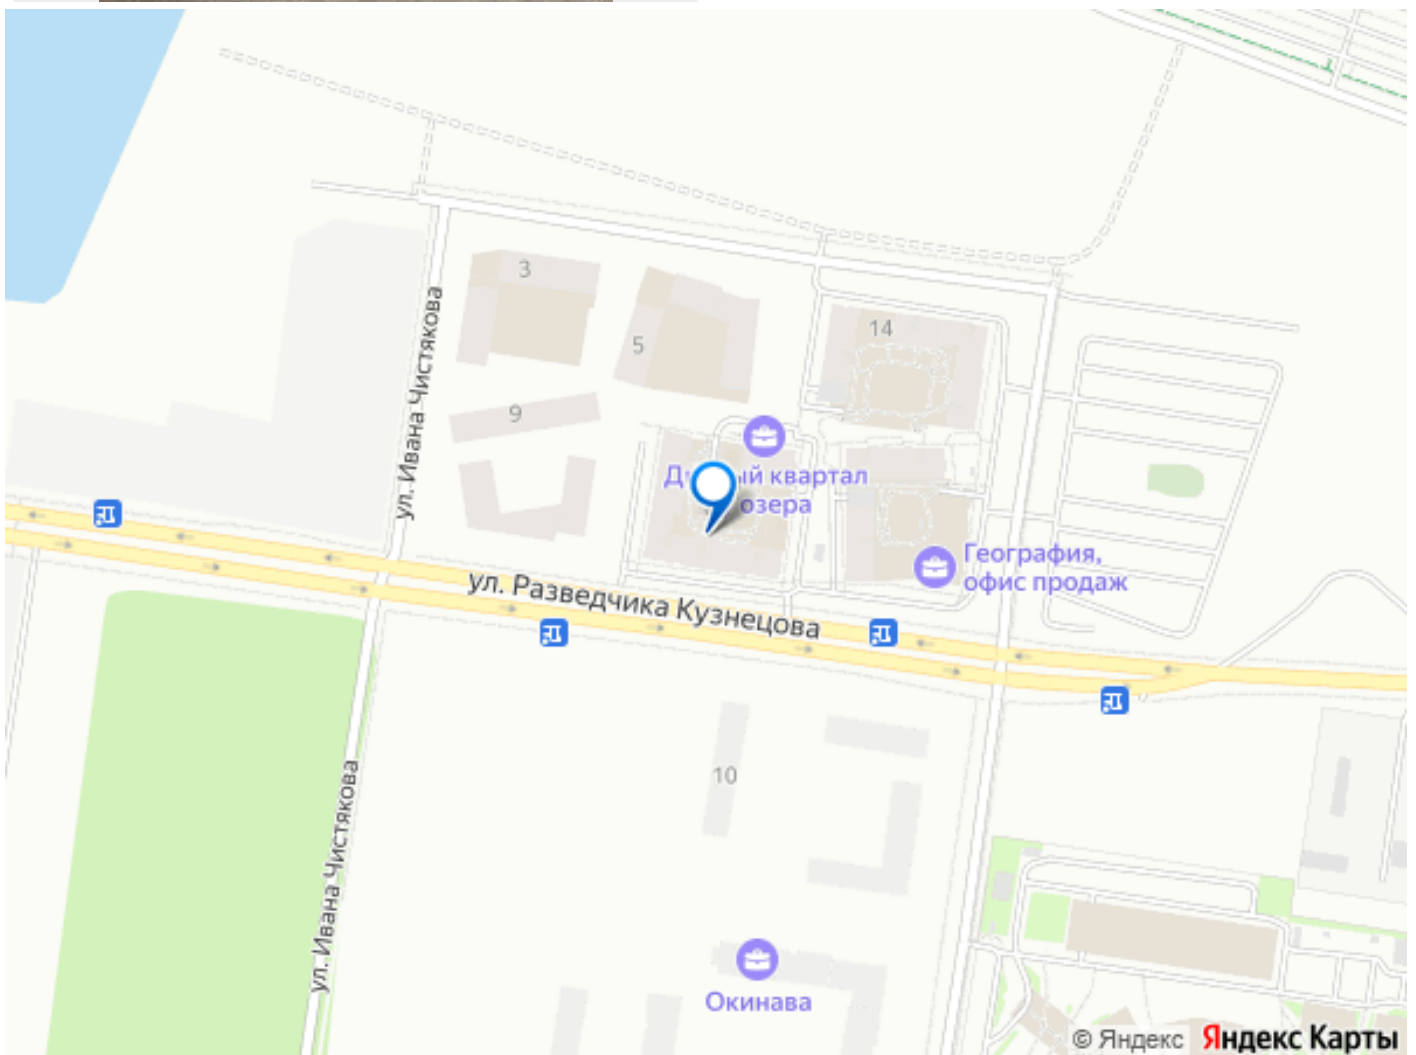 3
14
5
ул. Ивана Чистякова
9
квартал
озера
География,
офис продаж
ул. Разведчика Кузнецова
10
ул. Ивана Чистякова
Окинава
© Яндекс Яндекс Карты